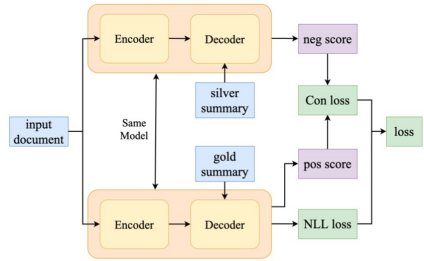 Encoder
Decoder
neg score
silver
summary
Con loss
input
document
Same
Model
loss
gold
summary
pos score
Encoder
Decoder
NLL loss